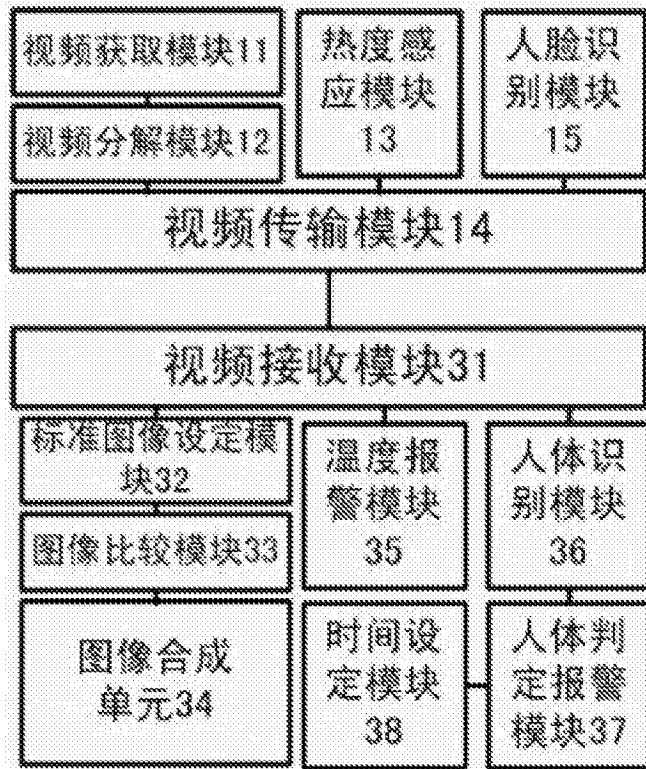 视频获取模块11
视频分解模块12
热度感
应模块
13
人脸识
别模块
15
视频传输模块14
视频接收模块31
标准图像设定模
块32
图像比较模块33
图像合成
单元34
温度报
警模块
35
人体识
别模块
36
时间设
定模块
38
人体判
定报警
模块37